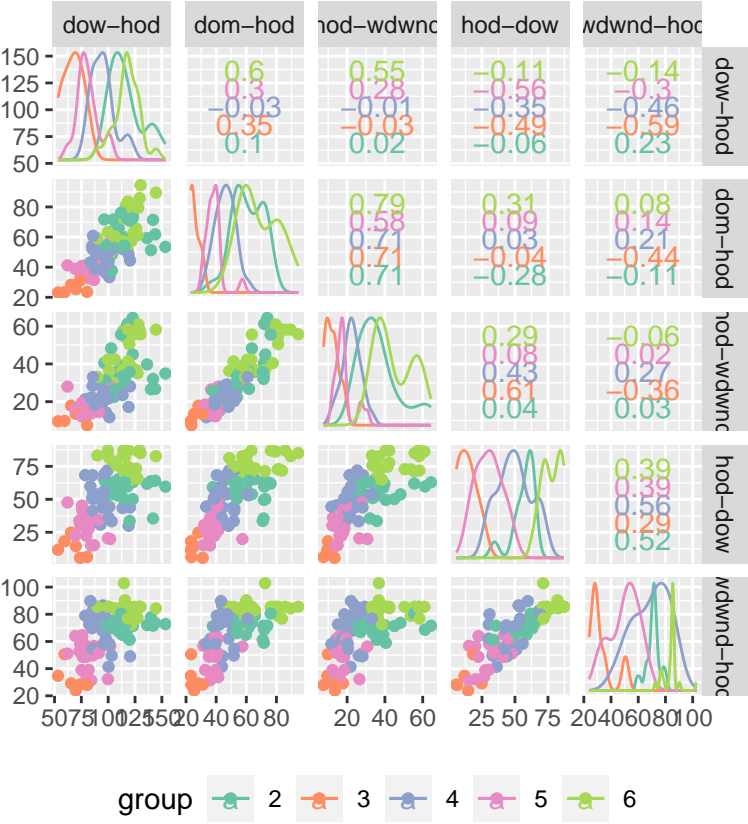 dow−hod dom−hod hod−wdwnd hod−dow wdwnd−hod
150 0.6 0.55 −0.11 −0.14 dow−hod
125 0.3 0.28 −0.56 −0.3
100 −0.03 −0.01 −0.35 −0.46
75 0.35 −0.03 −0.49 −0.59
50 0.1 0.02 −0.06 0.23
80 0.79 0.31 0.08 dom−hod
60 0.58 0.09 0.14
40 0.71 0.03 0.21
20 0.71 −0.04 −0.44
0.71 −0.28 −0.11
60 0.29 −0.06 hod−wdwnd
40 0.08 0.02
20 0.43 0.27
0.61 −0.36
0.04 0.03
75 0.39 hod−dow
50 0.39
25 0.56
0.29
0.52
100 wdwnd−hod
80
60
40
20
50 75 100 125 150 20 40 60 80 20 40 60 25 50 75 20 40 60 80 100
group a 2 a 3 a 4 a 5 a 6